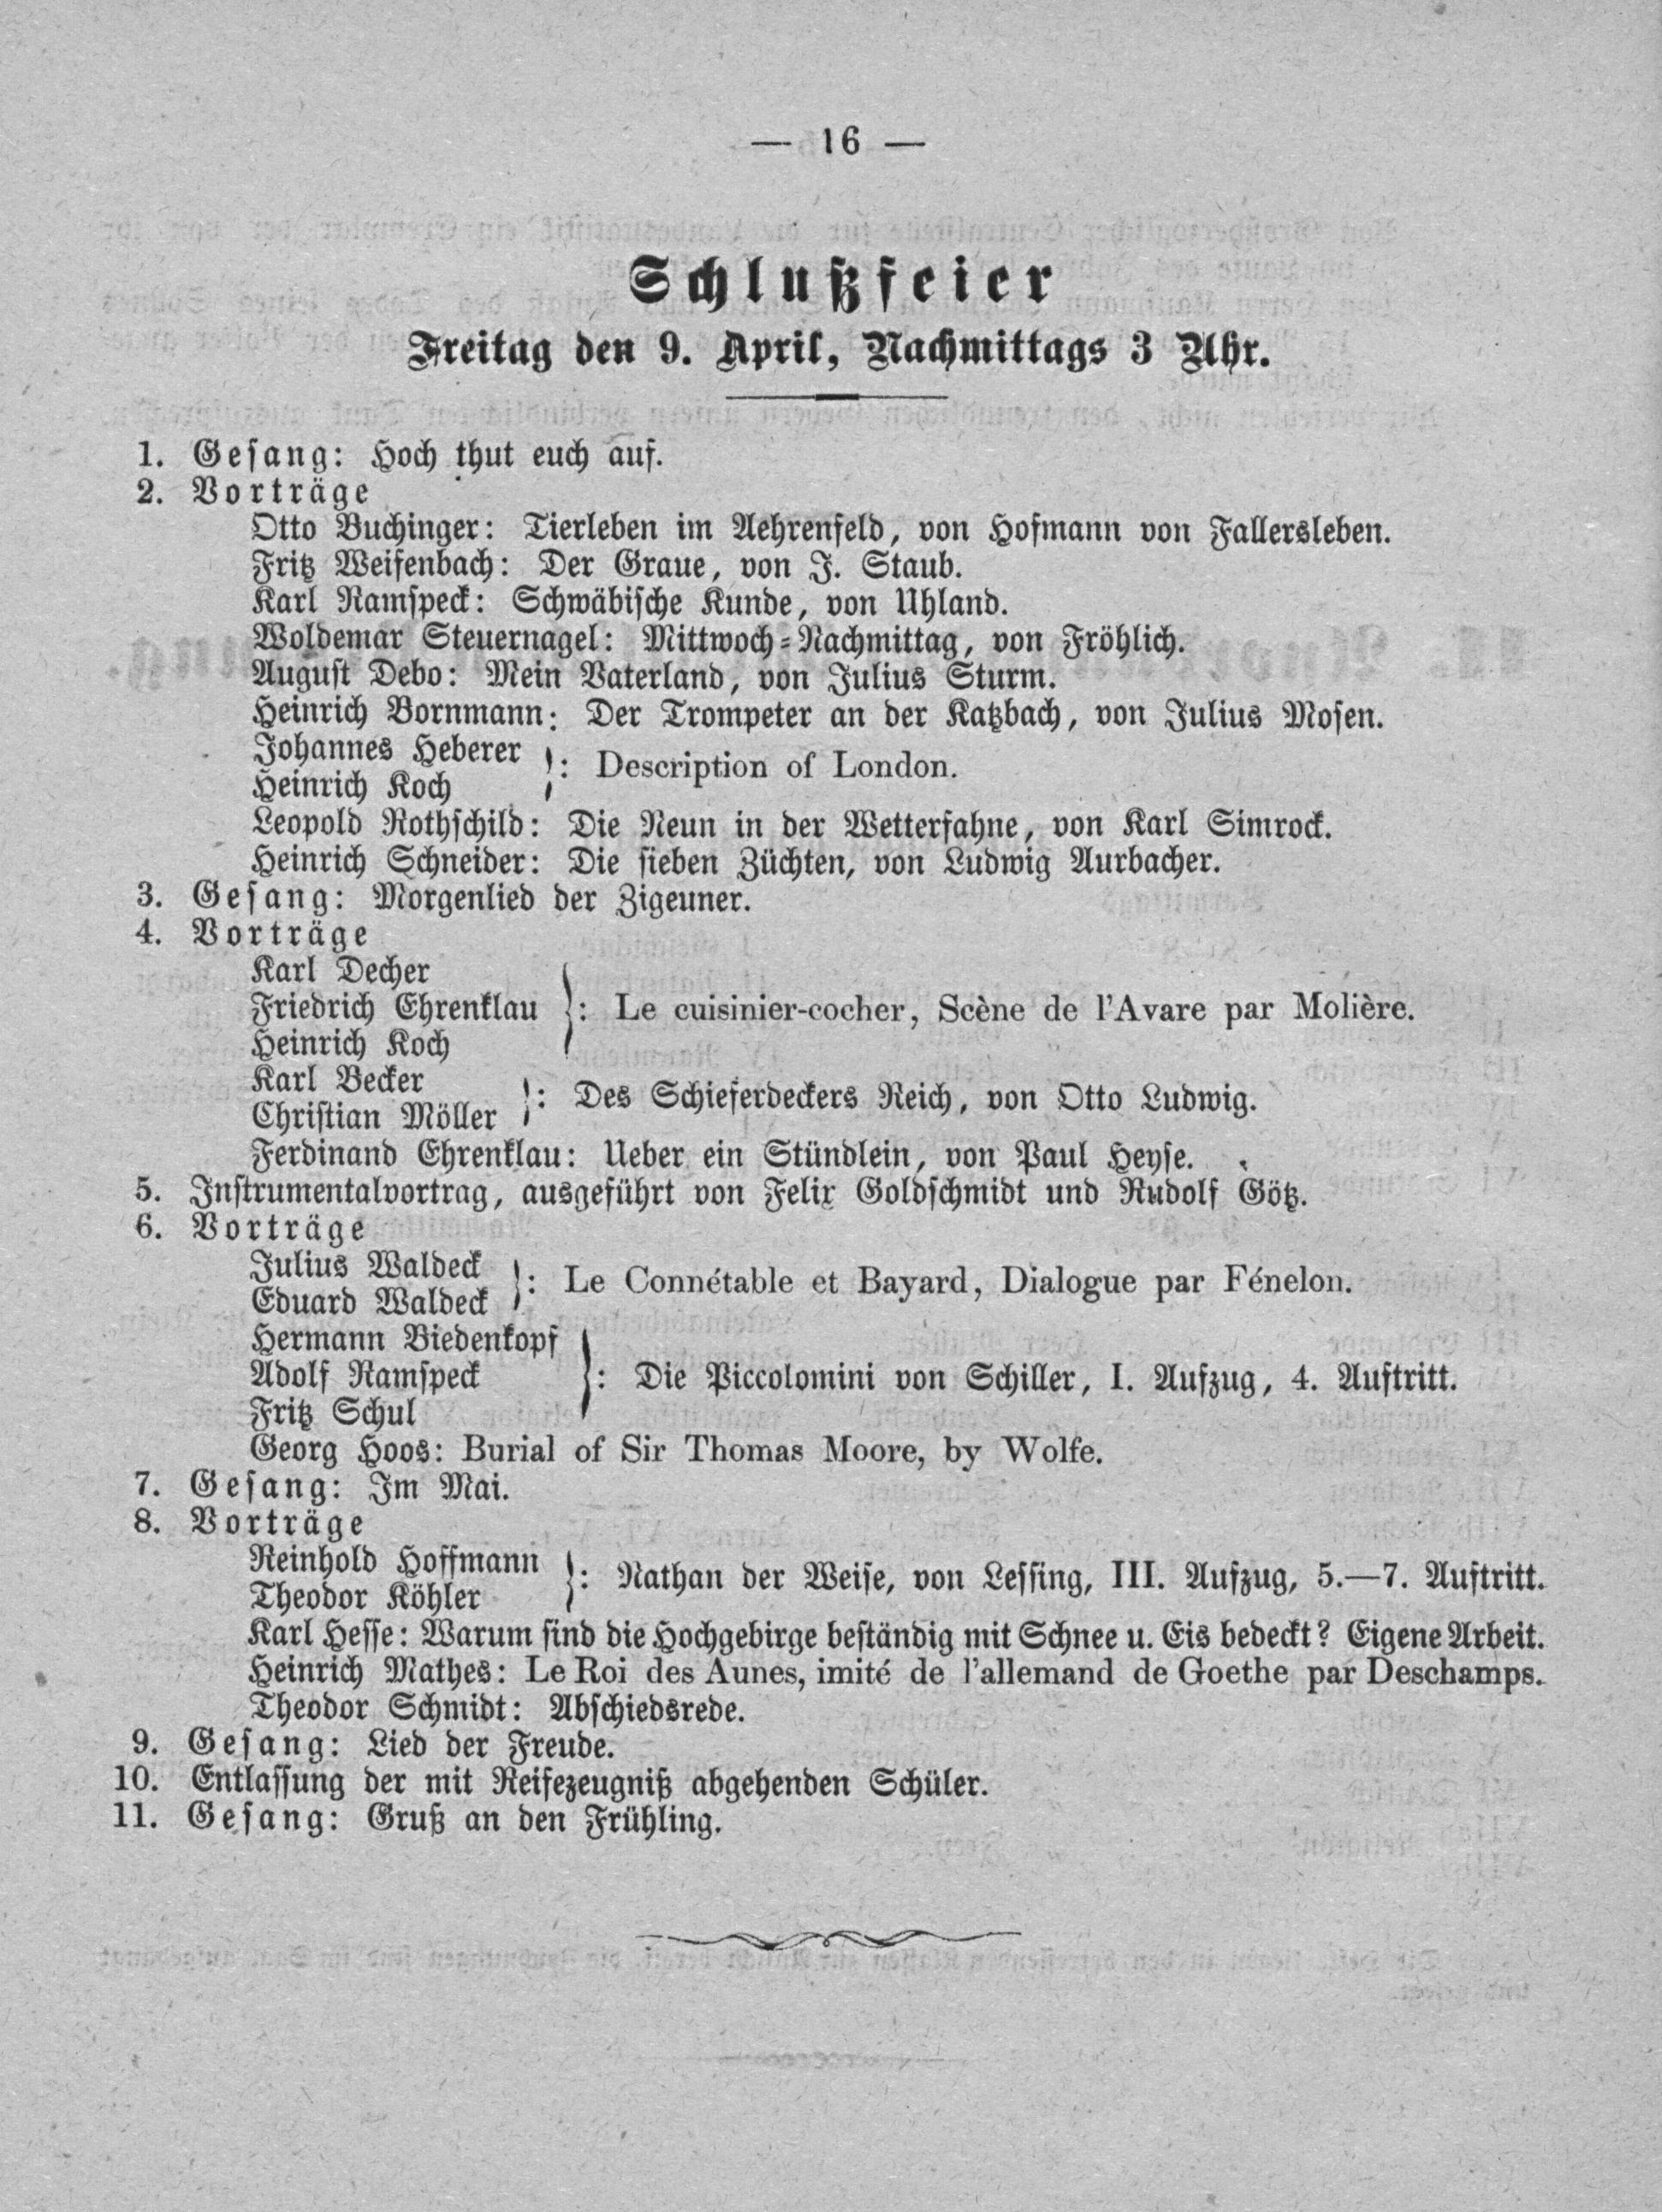 — 16 —
Schlußfeier
Freitag den 9. April, Nachmittags 3 Uhr.
1. Gesang: Hoch thut euch auf.
2. Vorträge
Otto Buchinger: Tierleben im Aehrenfeld, von Hofmann von Fallersleben.
Fritz Weifenbach: Der Graue, von J. Staub.
Karl Ramspeck: Schwäbische Kunde, von Uhland.
Woldemar Steuernagel: Mittwoch-Nachmittag, von Fröhlich.
August Debo: Mein Vaterland, von Julius Sturm.
Heinrich Bornmann: Der Trompeter an der Katzbach, von Julius Mosen.
Johannes Heberer
Heinrich Koch
}: Description of London.
Leopold Rothschild: Die Neun in der Wetterfahne, von Karl Simrock.
Heinrich Schneider: Die sieben Züchten, von Ludwig Aurbacher.
3. Gesang: Morgenlied der Zigeuner.
4. Vorträge
Karl Decher
Friedrich Ehrenklau
Heinrich Koch
}: Le cuisinier-cocher, Scène de l'Avare par Molière.
Karl Becker
Christian Möller
}: Des Schieferdeckers Reich, von Otto Ludwig.
Ferdinand Ehrenklau: Ueber ein Stündlein, von Paul Heyse.
5. Instrumentalvortrag, ausgeführt von Felix Goldschmidt und Rudolf Götz.
6. Vorträge
Julius Waldeck
Eduard Waldeck
}: Le Connétable et Bayard, Dialogue par Fénelon.
Hermann Biedenkopf
Adolf Ramspeck
Fritz Schul
}: Die Piccolomini von Schiller, I. Aufzug, 4. Auftritt.
Georg Hoos: Burial of Sir Thomas Moore, by Wolfe.
7. Gesang: Im Mai.
8. Vorträge
Reinhold Hoffmann
Theodor Köhler
}: Nathan der Weise, von Lessing, III. Aufzug, 5.—7. Auftritt.
Karl Hesse: Warum sind die Hochgebirge beständig mit Schnee u. Eis bedeckt? Eigene Arbeit.
Heinrich Mathes: Le Roi des Aunes, imité de l'allemand de Goethe par Deschamps.
Theodor Schmidt: Abschiedsrede.
9. Gesang: Lied der Freude.
10. Entlassung der mit Reifezeugniß abgehenden Schüler.
11. Gesang: Gruß an den Frühling.